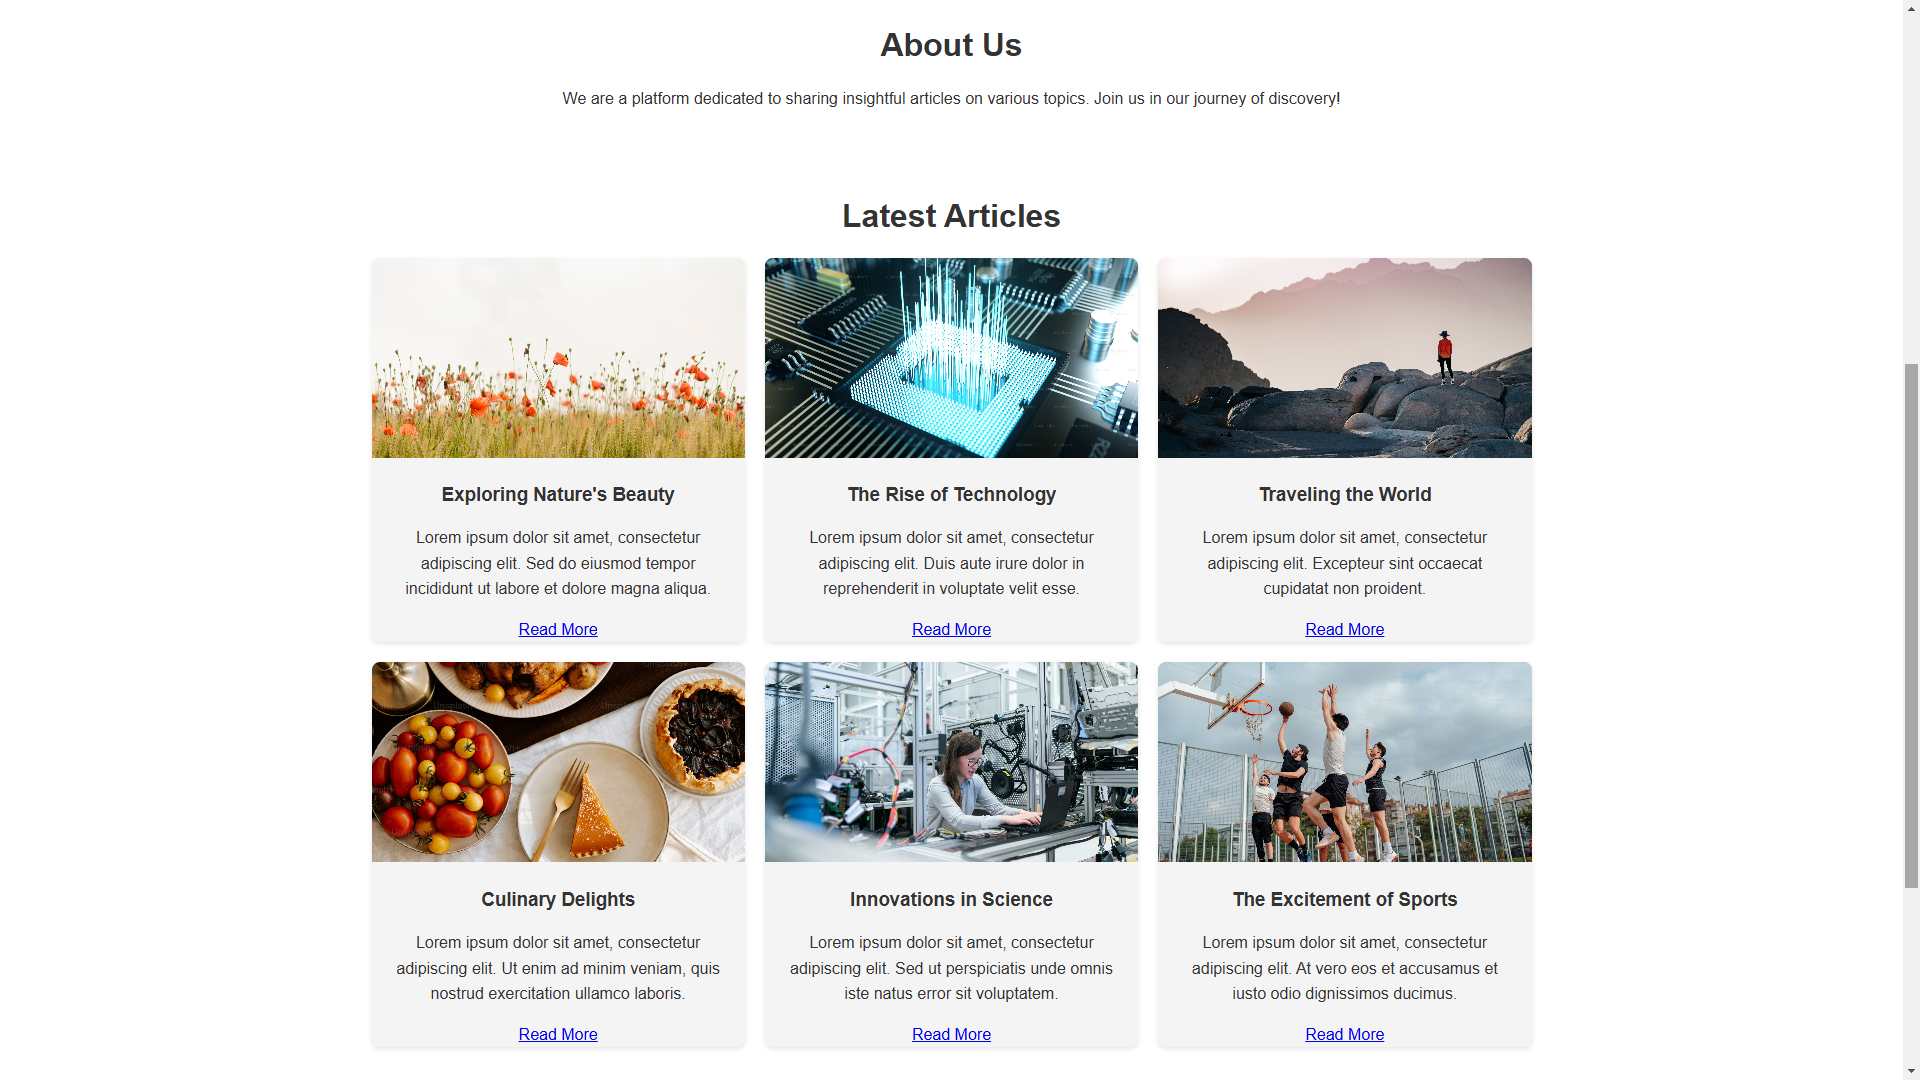 About Us
We are a platform dedicated to sharing insightful articles on various topics. Join us in our journey of discovery!
Latest Articles
Exploring Nature's Beauty
Lorem ipsum dolor sit amet, consectetur
adipiscing elit. Sed do eiusmod tempor
incididunt ut labore et dolore magna aliqua.
Read More
The Rise of Technology
Lorem ipsum dolor sit amet, consectetur
adipiscing elit. Duis aute irure dolor in
reprehenderit in voluptate velit esse.
Read More
Traveling the World
Lorem ipsum dolor sit amet, consectetur
adipiscing elit. Excepteur sint occaecat
cupidatat non proident.
Read More
Culinary Delights
Lorem ipsum dolor sit amet, consectetur
adipiscing elit. Ut enim ad minim veniam, quis
nostrud exercitation ullamco laboris.
Read More
Innovations in Science
Lorem ipsum dolor sit amet, consectetur
adipiscing elit. Sed ut perspiciatis unde omnis
iste natus error sit voluptatem.
Read More
The Excitement of Sports
Lorem ipsum dolor sit amet, consectetur
adipiscing elit. At vero eos et accusamus et
iusto odio dignissimos ducimus.
Read More